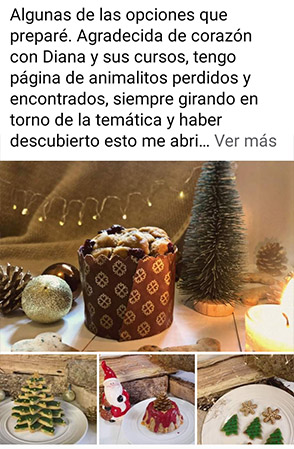 Algunas de las opciones que
preparé. Agradecida de corazón
con Diana y sus cursos, tengo
página de animalitos perdidos y
encontrados, siempre girando en
torno de la temática y haber
descubierto esto me abri... Ver más